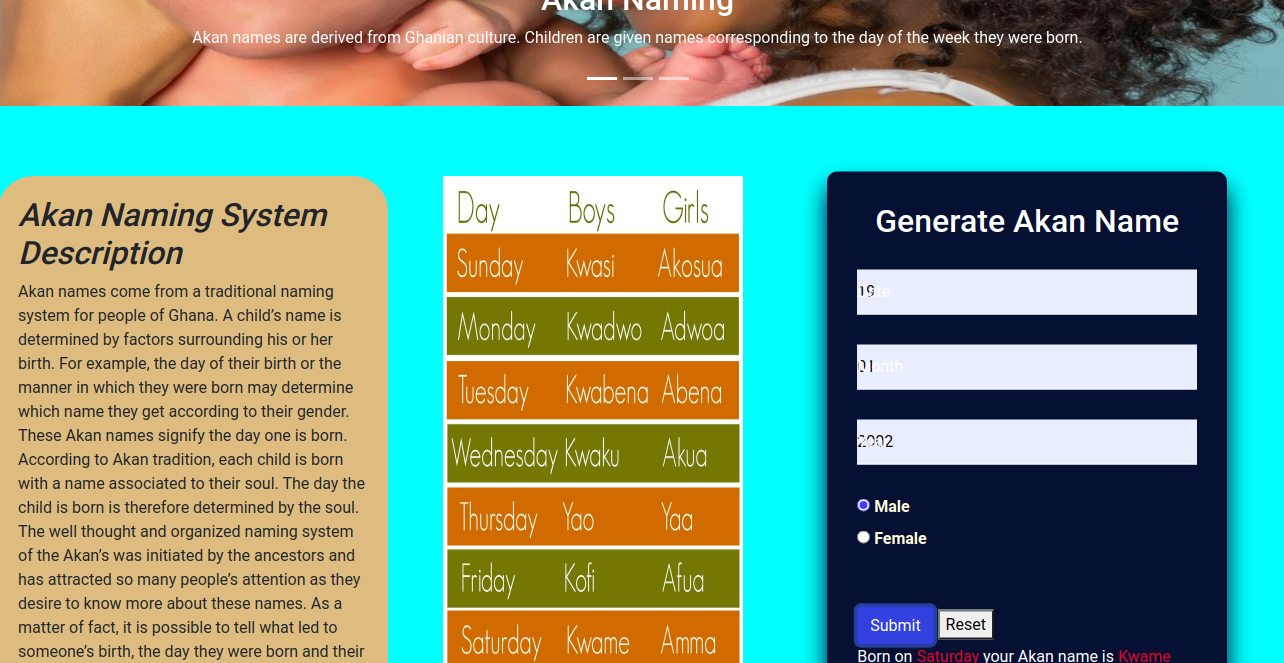 Akan Naming
Akan names are derived from Ghanian culture. Children are given names corresponding to the day of the week they were born.
Akan Naming System
Description
Akan names come from a traditional naming
system for people of Ghana. A child’s name is
determined by factors surrounding his or her
birth. For example, the day of their birth or the
manner in which they were born may determine
which name they get according to their gender.
These Akan names signify the day one is born.
According to Akan tradition, each child is born
with a name associated to their soul. The day the
child is born is therefore determined by the soul.
The well thought and organized naming system
of the Akan’s was initiated by the ancestors and
has attracted so many people’s attention as they
desire to know more about these names. As a
matter of fact, it is possible to tell what led to
someone’s birth, the day they were born and their
Day Boys Girls
Sunday Kwasi Akosua
Monday Kwadwo Adwoa
Tuesday Kwabena Abena
Wednesday Kwaku Akua
Thursday Yao Yaa
Friday Kofi Afua
Saturday Kwame Amma
Generate Akan Name
19
01
2002
Male
Female
Submit Reset
Born on Saturday your Akan name is Kwame